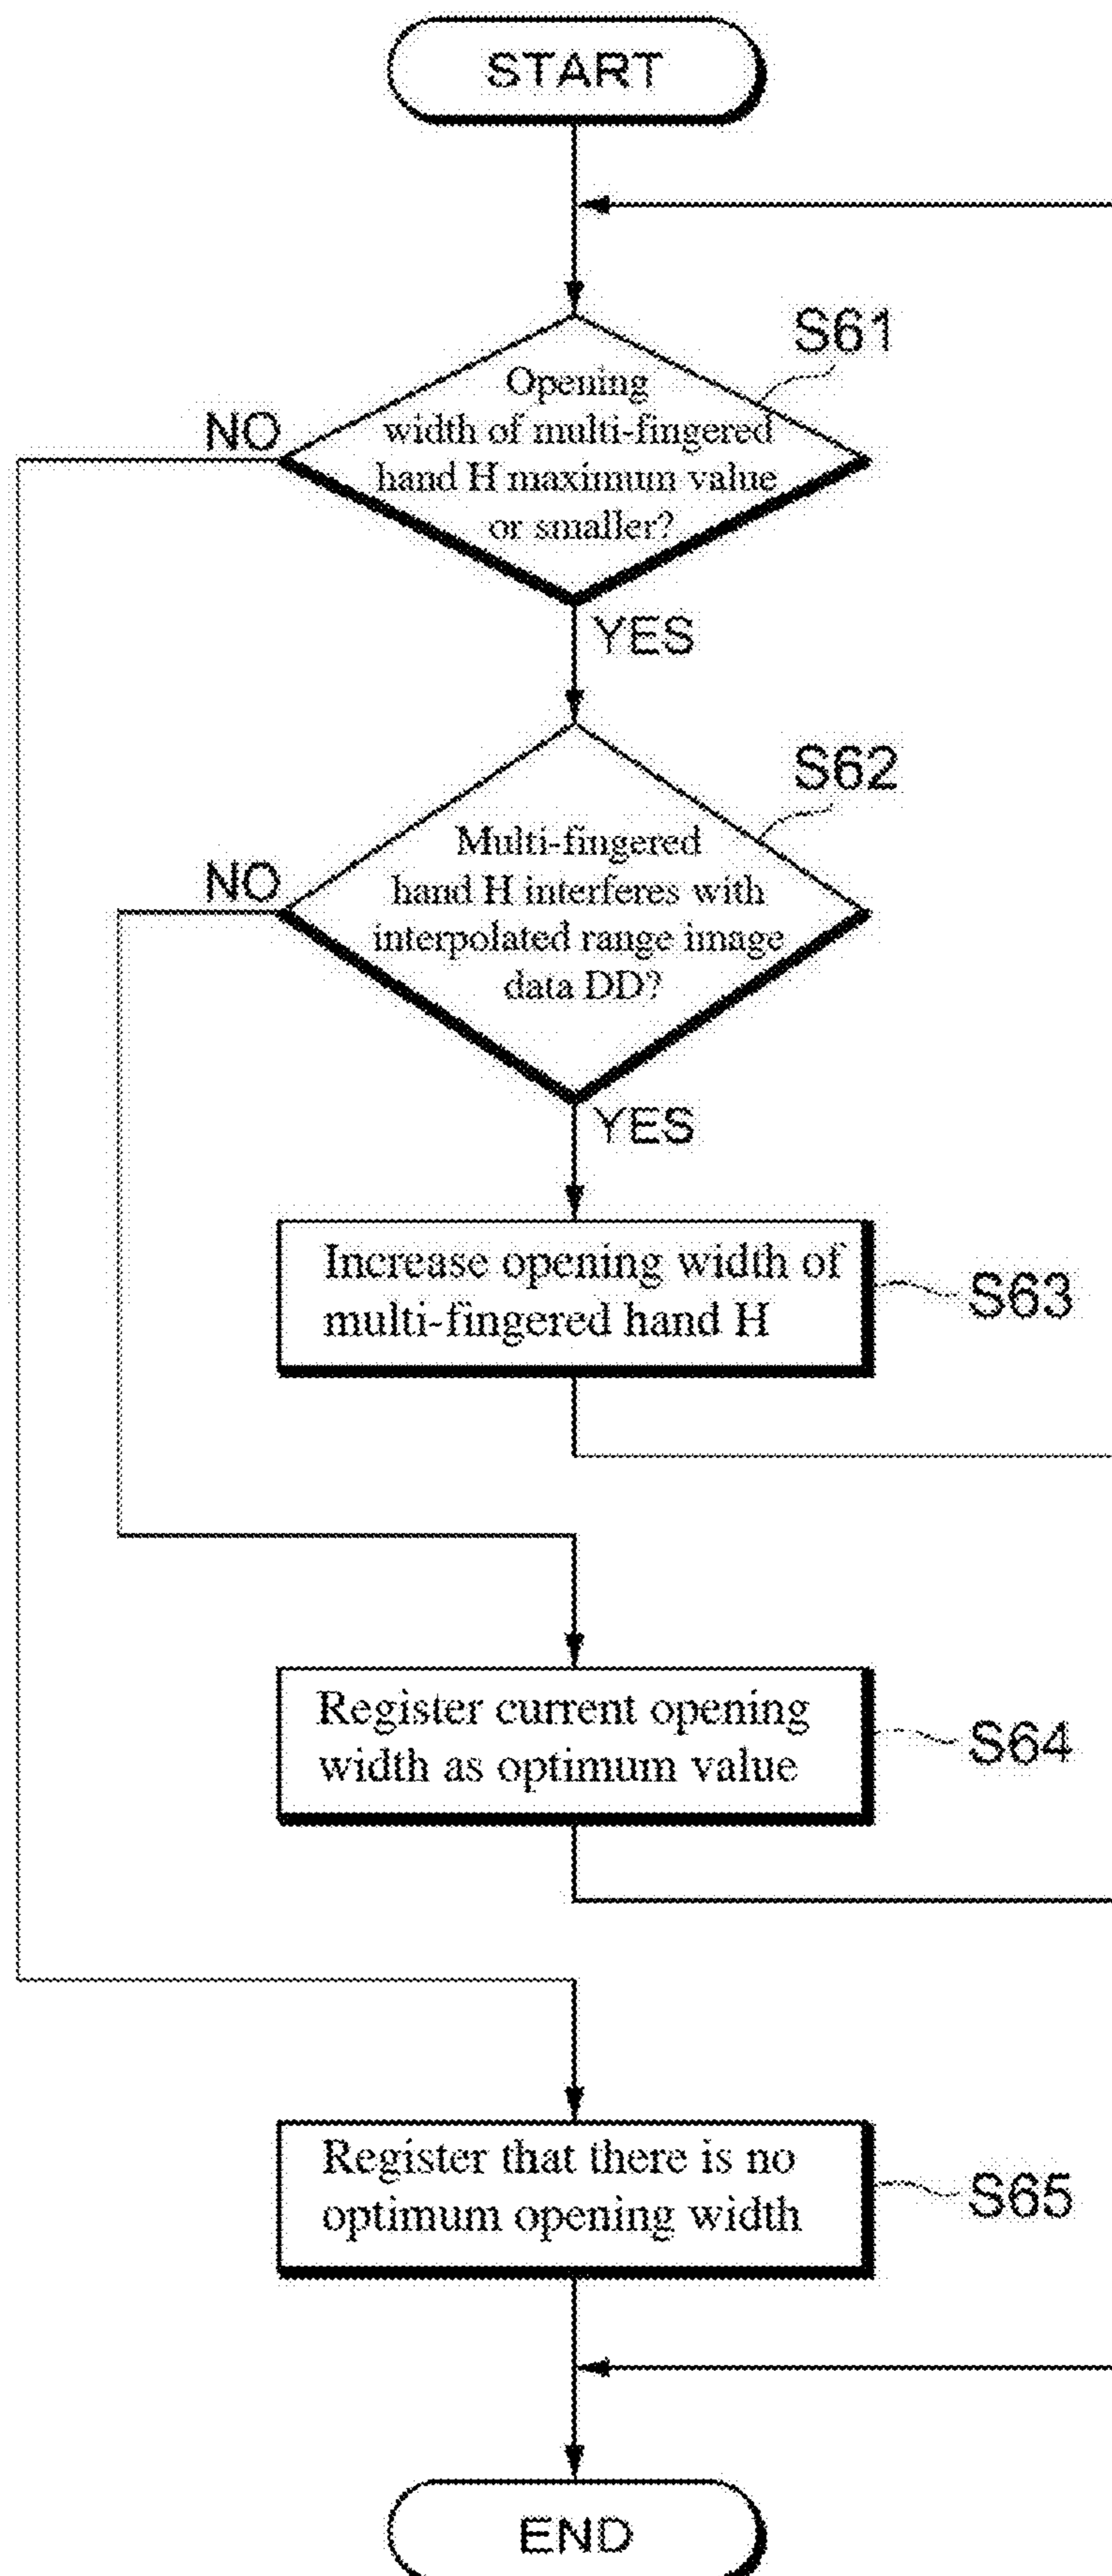 START
S61
Opening
width of multi-fingered
hand H maximum value
or smaller?
NO
YES
S62
Multi-fingered
hand H interferes with
interpolated range image
data DD?
NO
YES
Increase opening width of
multi-fingered hand H
S63
Register current opening
width as optimum value
S64
Register that there is no
optimum opening width
S65
END